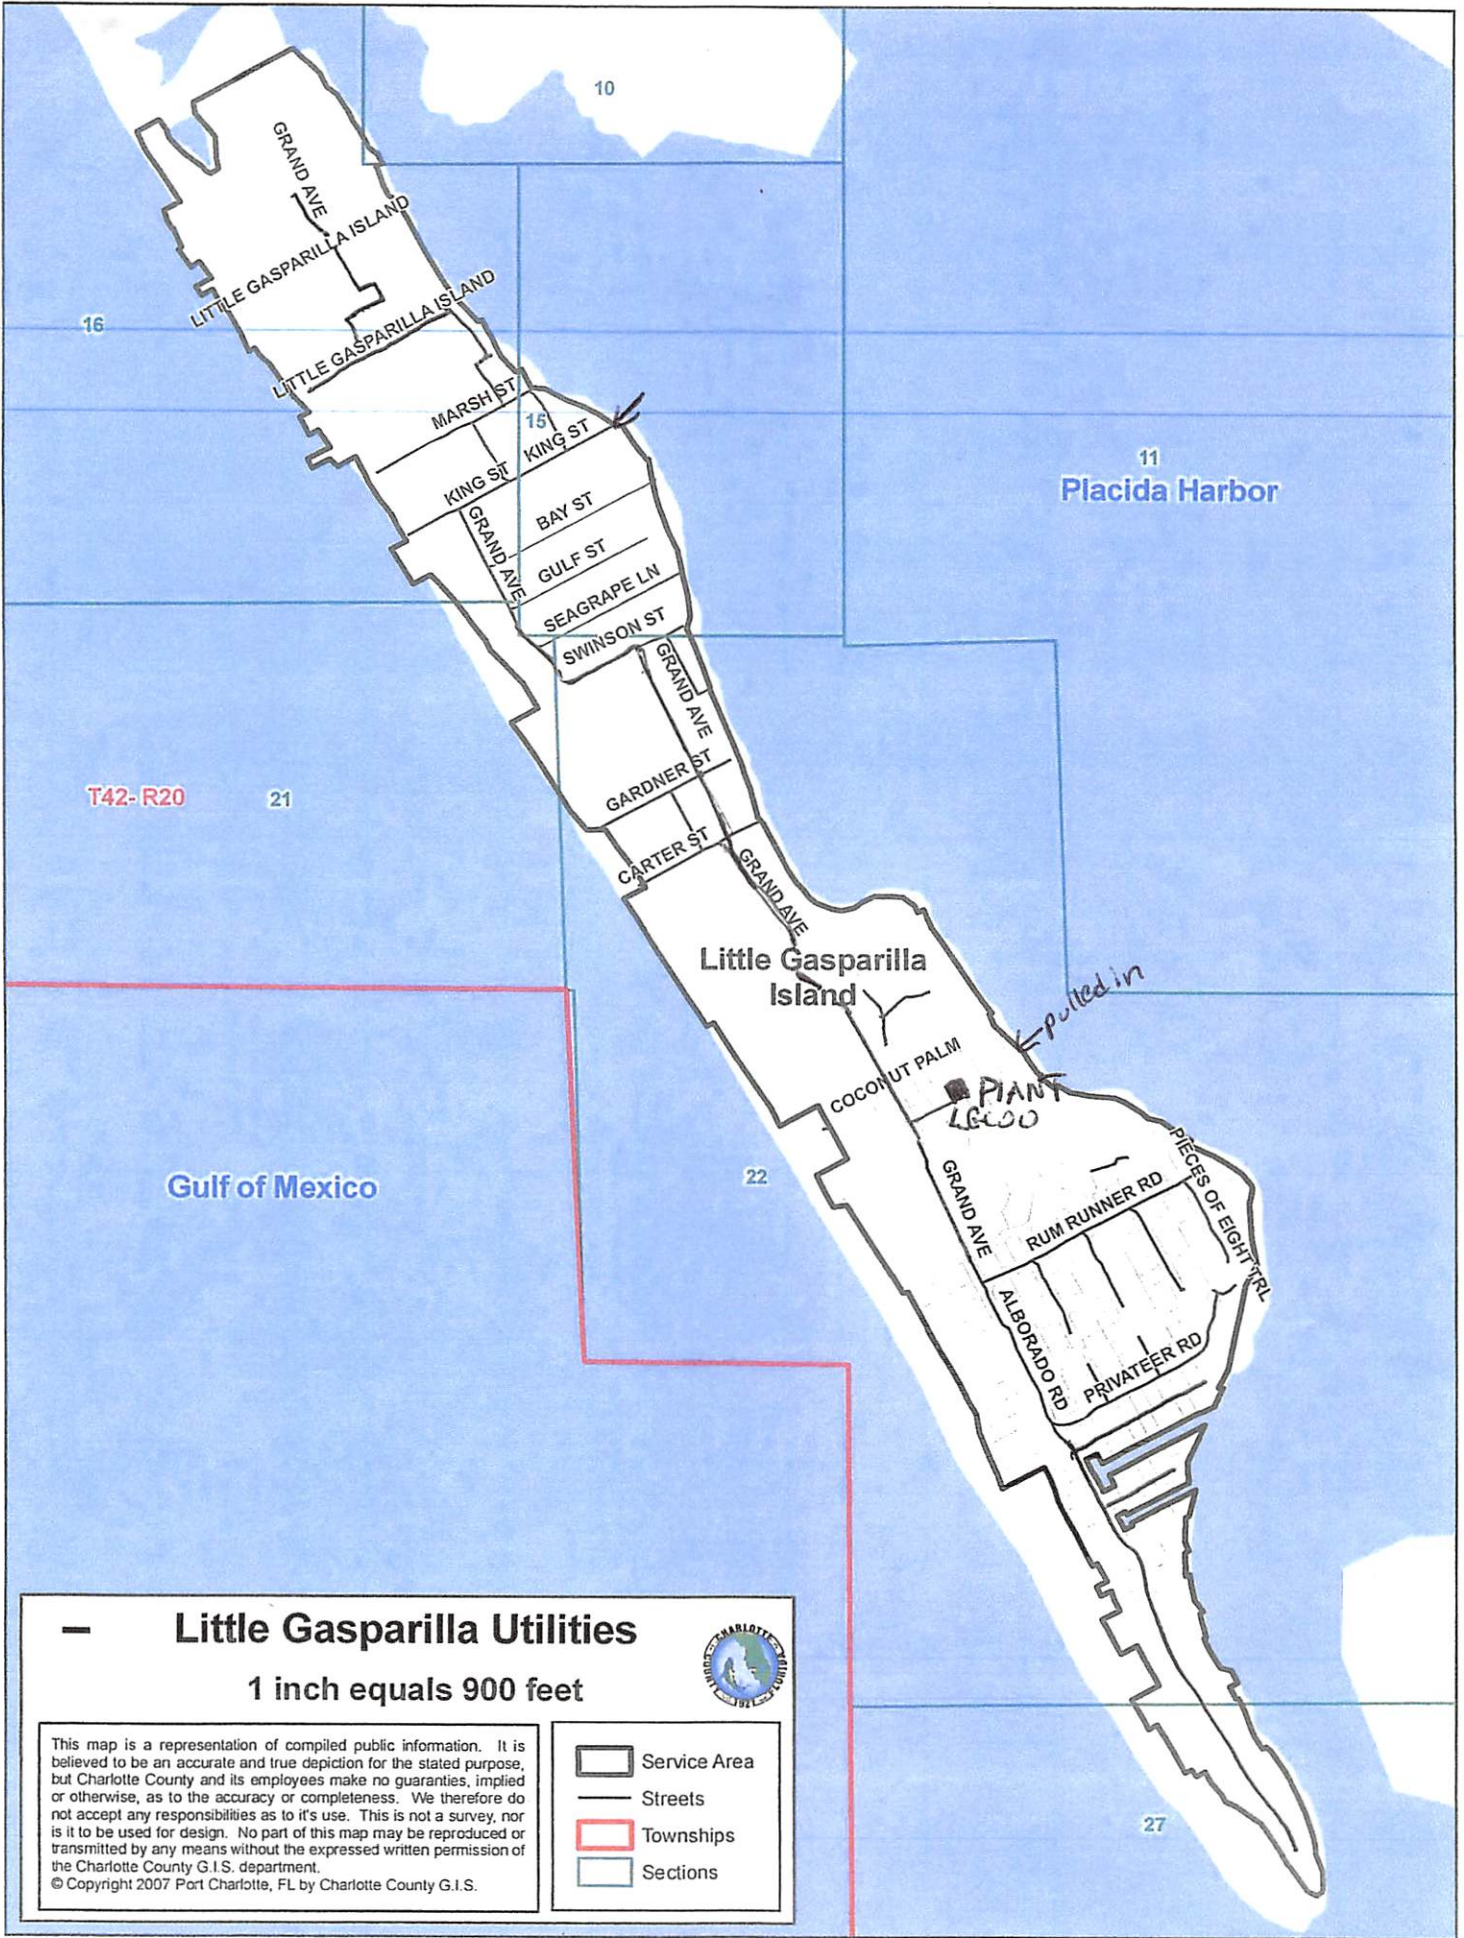 10
GRAND AVE
LITTLE GASPARILLA ISLAND
16
LITTLE GASPARILLA ISLAND
MARSH ST
15
KING ST
KING ST
11
Placida Harbor
BAY ST
GRAND AVE
GULF ST
SEAGRAPE LN
SWINSON ST
GRAND AVE
GARDNER ST
T42- R20
21
CARTER ST
GRAND AVE
Little Gasparilla
Island
pulled in
COCONUT PALM
PLANT
PIECES OF EIGHT TRL
22
Gulf of Mexico
GRAND AVE
RUM RUNNER RD
ALBORADO RD
PRIVATEER RD
27
Little Gasparilla Utilities
1 inch equals 900 feet
CHARLOTTE COUNTY FLORIDA
1921
This map is a representation of compiled public information. It is
believed to be an accurate and true depiction for the stated purpose,
but Charlotte County and its employees make no guaranties, implied
or otherwise, as to the accuracy or completeness. We therefore do
not accept any responsibilities as to it's use. This is not a survey, nor
is it to be used for design. No part of this map may be reproduced or
transmitted by any means without the expressed written permission of
the Charlotte County G.I.S. department.
© Copyright 2007 Port Charlotte, FL by Charlotte County G.I.S.
Service Area
Streets
Townships
Sections